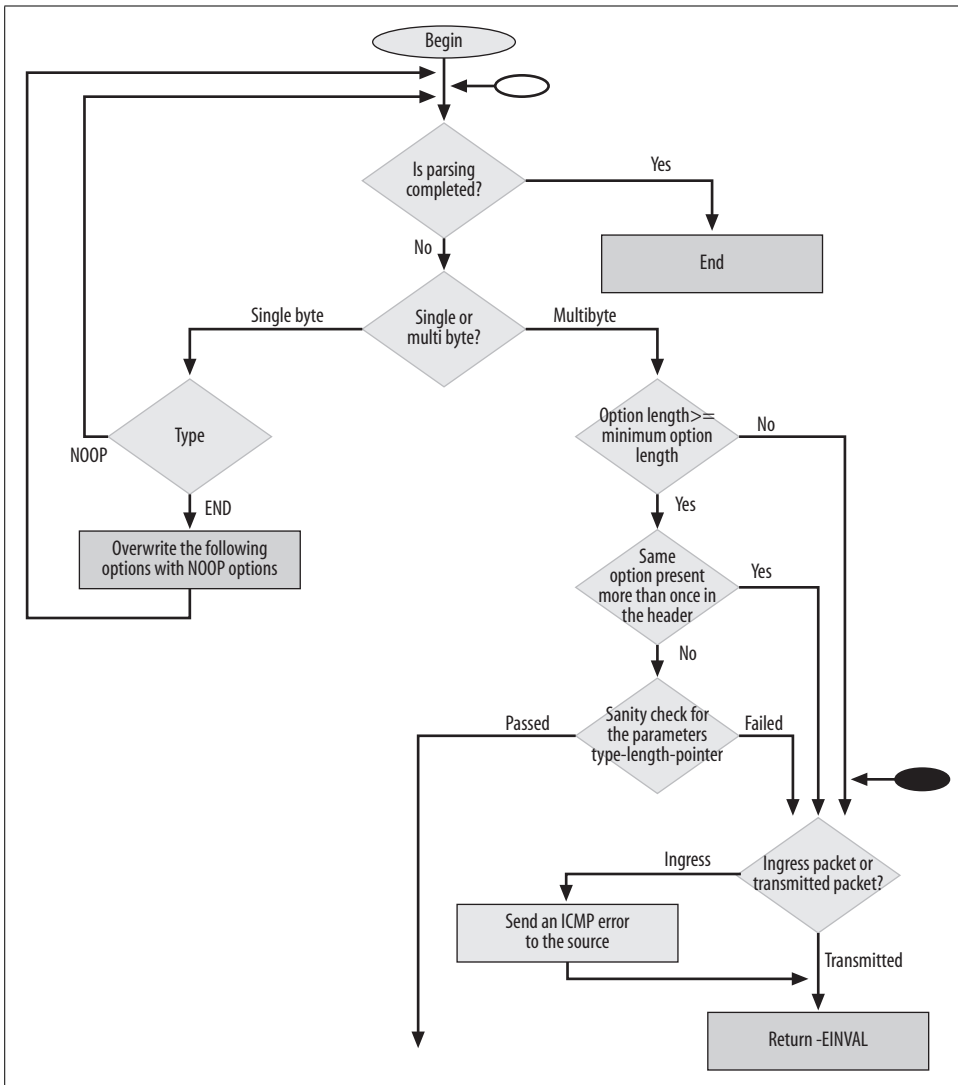 Begin
Is parsing
completed?
Yes
No
End
Single byte
Single or
multi byte?
Multibyte
Type
NOOP
END
Overwrite the following
options with NOOP options
Option length>=
minimum option
length
No
Yes
Same
option present
more than once in
the header
Yes
No
Passed
Sanity check for
the parameters
type-length-pointer
Failed
Ingress
Ingress packet or
transmitted packet?
Send an ICMP error
to the source
Transmitted
Return -EINVAL